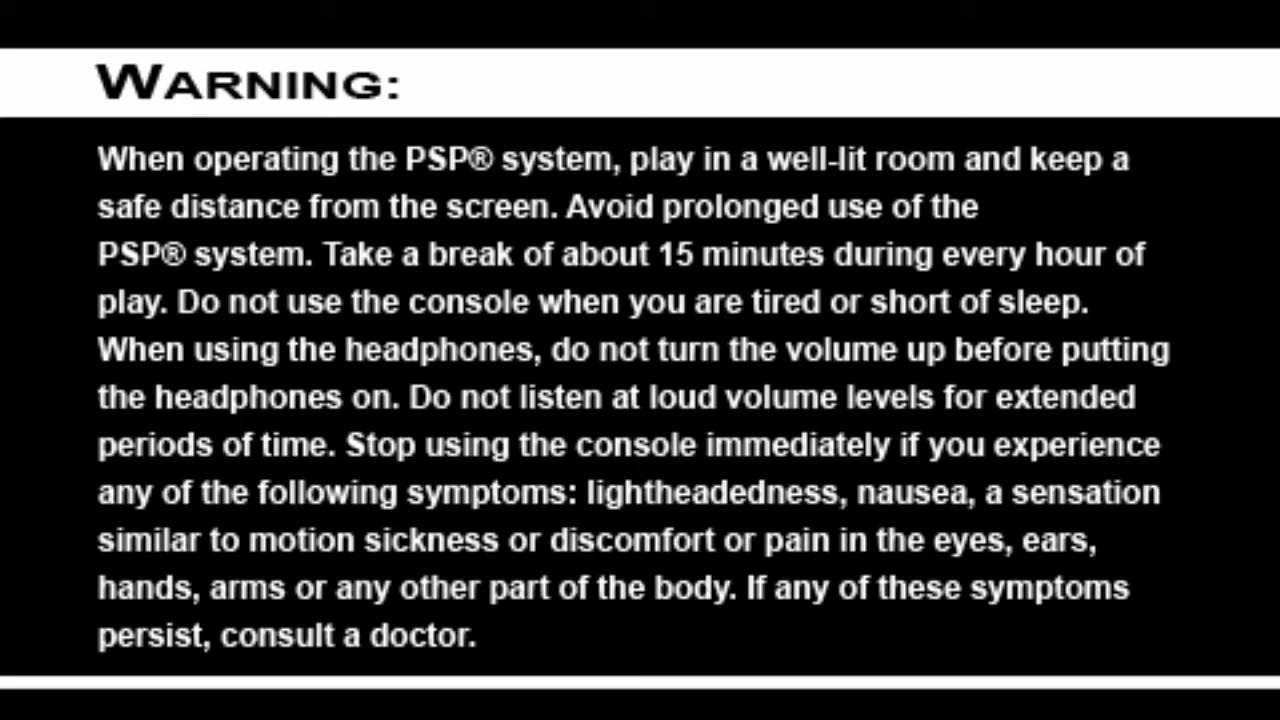 WARNING:
When operating the PSP® system, play in a well-lit room and keep a
safe distance from the screen. Avoid prolonged use of the
PSP® system. Take a break of about 15 minutes during every hour of
play. Do not use the console when you are tired or short of sleep.
When using the headphones, do not turn the volume up before putting
the headphones on. Do not listen at loud volume levels for extended
periods of time. Stop using the console immediately if you experience
any of the following symptoms: lightheadedness, nausea, a sensation
similar to motion sickness or discomfort or pain in the eyes, ears,
hands, arms or any other part of the body. If any of these symptoms
persist, consult a doctor.